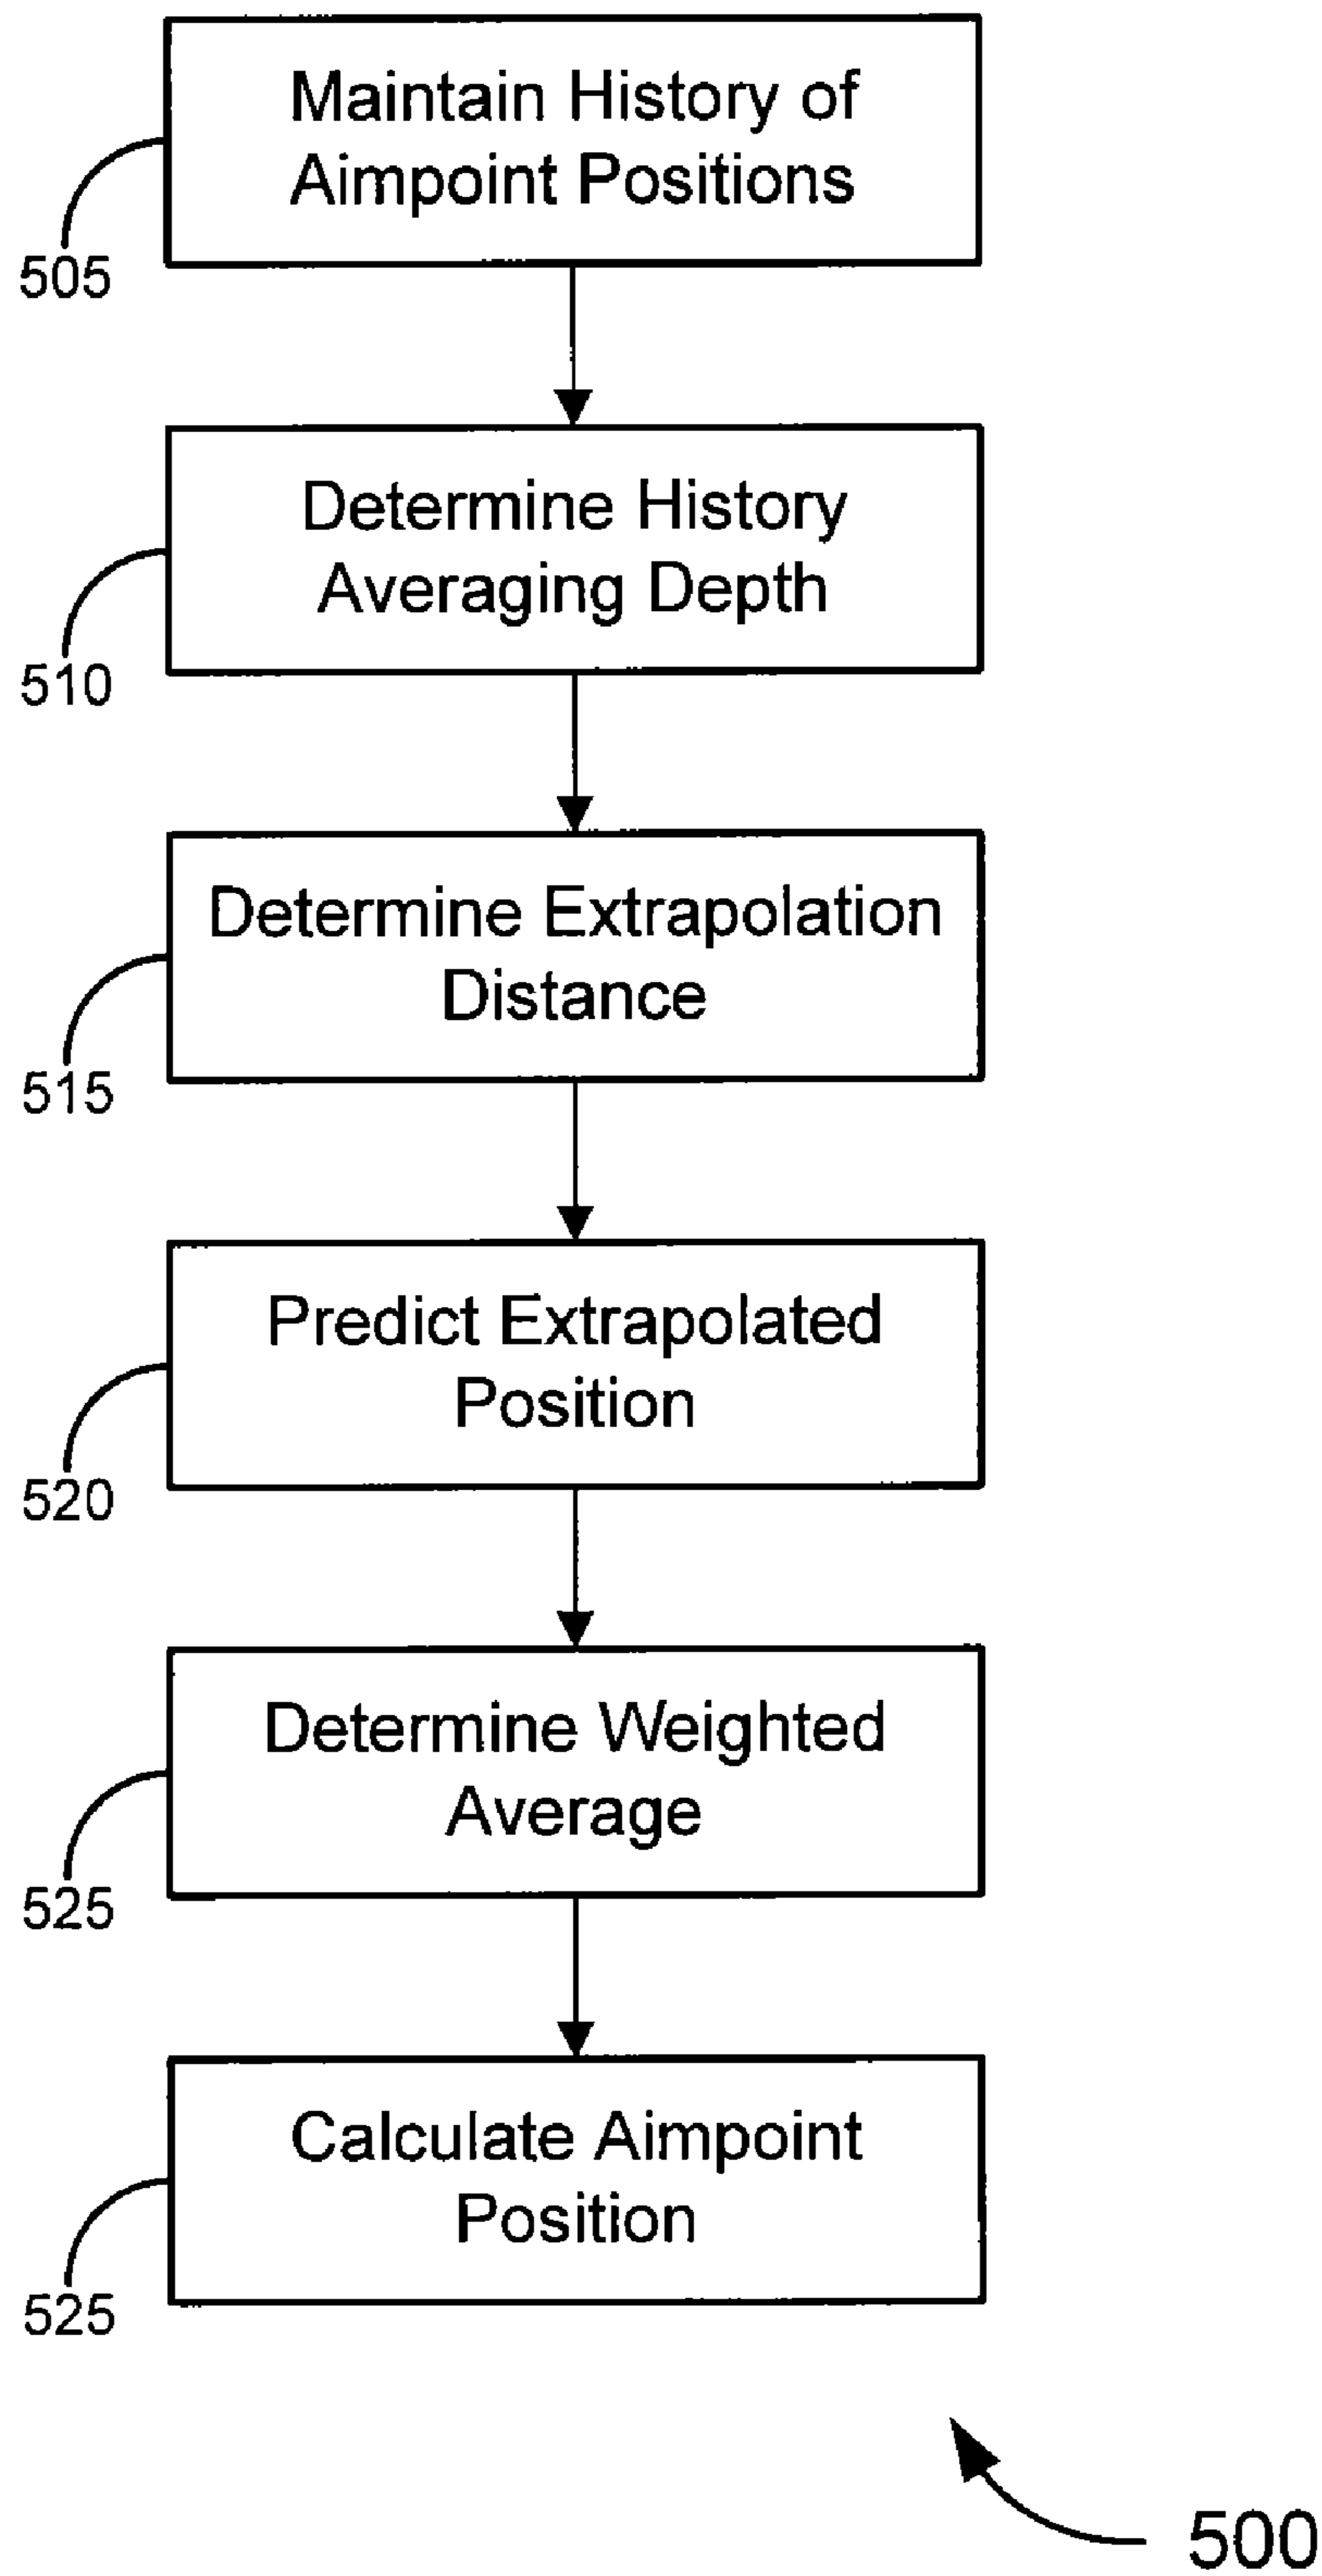 Maintain History of
Aimpoint Positions
505
Determine History
Averaging Depth
510
Determine Extrapolation
Distance
515
Predict Extrapolated
Position
520
Determine Weighted
Average
525
Calculate Aimpoint
Position
525
500